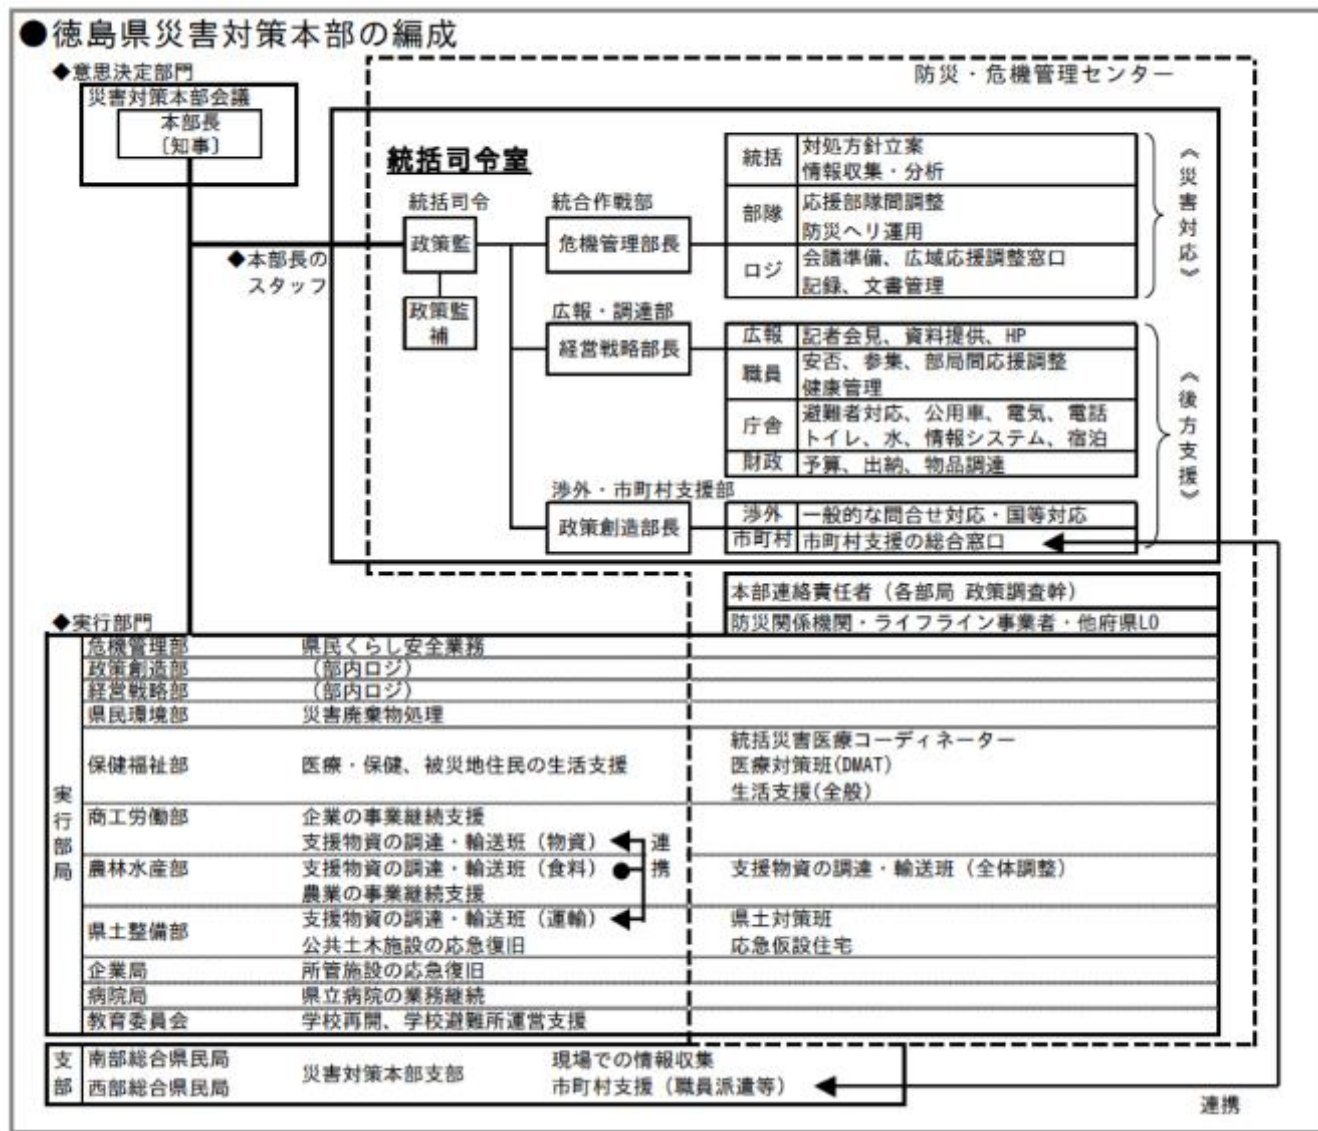 ●徳島県災害対策本部の編成
◆意思決定部門
災害対策本部会議
本部長
〔知事〕
防災・危機管理センター
統括司令室
統括司令
政策監
政策監
補
◆本部長の
スタッフ
統合作戦部
危機管理部長
統括
対処方針立案
情報収集・分析
部隊
応援部隊間調整
防災ヘリ運用
ロジ
会議準備、広域応援調整窓口
記録、文書管理
《災害対応》
広報・調達部
経営戦略部長
広報
記者会見、資料提供、HP
職員
安否、参集、部局間応援調整
健康管理
庁舎
避難者対応、公用車、電気、電話
トイレ、水、情報システム、宿泊
財政
予算、出納、物品調達
《後方支援》
渉外・市町村支援部
政策創造部長
渉外
一般的な問合せ対応・国等対応
市町村
市町村支援の総合窓口
本部連絡責任者（各部局 政策調査幹）
防災関係機関・ライフライン事業者・他府県LO
◆実行部門
実行部局
危機管理部
県民くらし安全業務
政策創造部
（部内ロジ）
経営戦略部
（部内ロジ）
県民環境部
災害廃棄物処理
保健福祉部
医療・保健、被災地住民の生活支援
統括災害医療コーディネーター
医療対策班(DMAT)
生活支援(全般)
商工労働部
企業の事業継続支援
支援物資の調達・輸送班（物資）
連携
農林水産部
支援物資の調達・輸送班（食料）
農業の事業継続支援
支援物資の調達・輸送班（全体調整）
県土整備部
支援物資の調達・輸送班（運輸）
公共土木施設の応急復旧
県土対策班
応急仮設住宅
企業局
所管施設の応急復旧
病院局
県立病院の業務継続
教育委員会
学校再開、学校避難所運営支援
支部
南部総合県民局
西部総合県民局
災害対策本部支部
現場での情報収集
市町村支援（職員派遣等）
連携